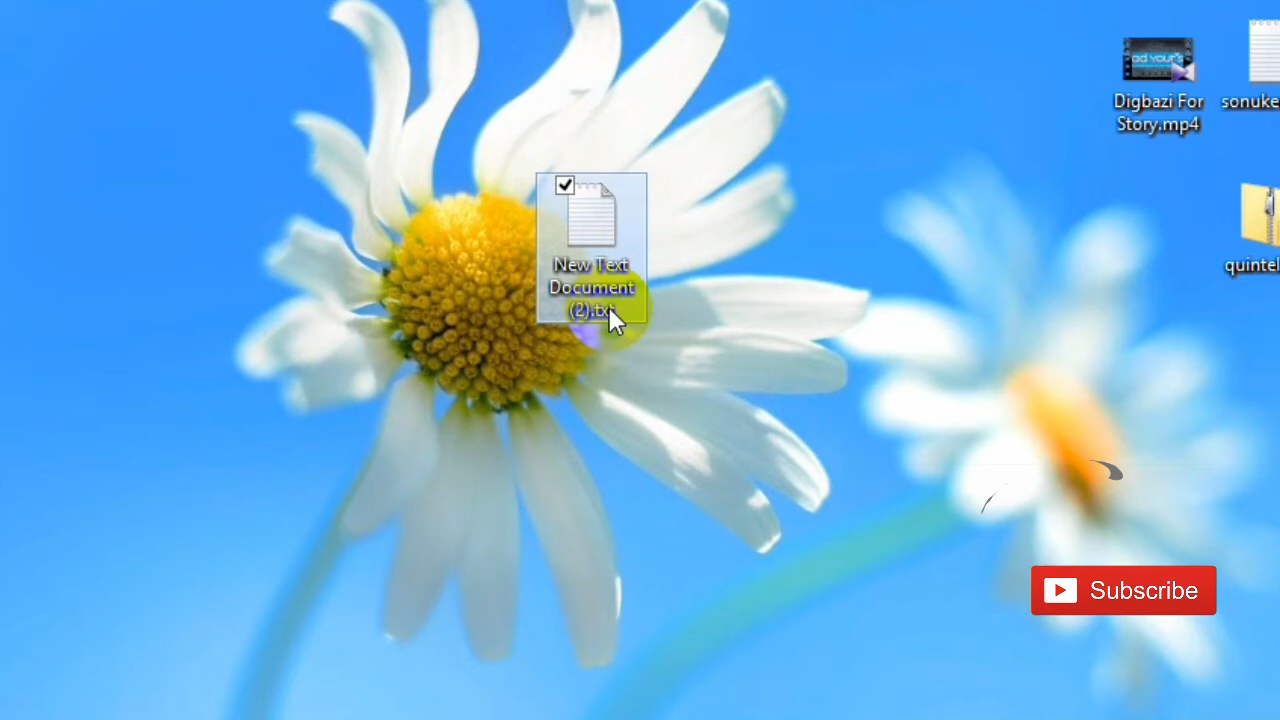 Digbazi For
Story.mp4
sonuke
New Text
Document
(2).txt
quintel
Subscribe